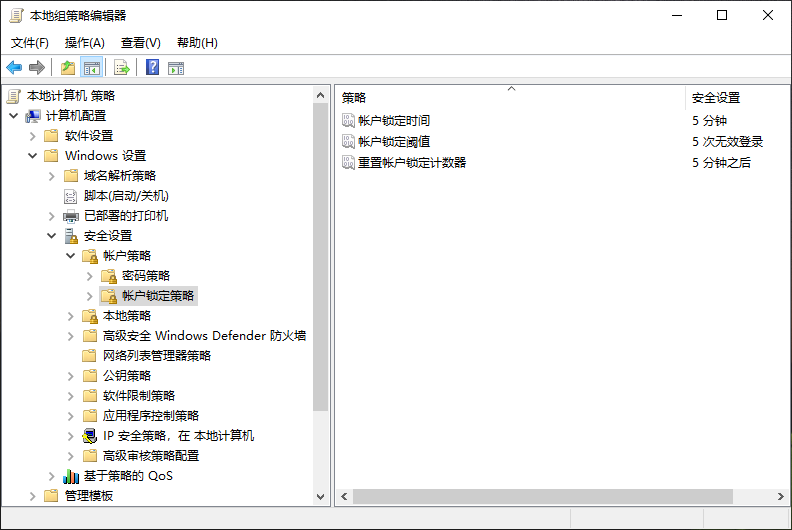 本地组策略编辑器
文件(F) 操作(A) 查看(V) 帮助(H)
本地计算机 策略
计算机配置
软件设置
Windows 设置
域名解析策略
脚本(启动/关机)
已部署的打印机
安全设置
帐户策略
密码策略
帐户锁定策略
本地策略
高级安全 Windows Defender 防火墙
网络列表管理器策略
公钥策略
软件限制策略
应用程序控制策略
IP 安全策略，在 本地计算机
高级审核策略配置
基于策略的 QoS
管理模板
策略 安全设置
帐户锁定时间 5 分钟
帐户锁定阈值 5 次无效登录
重置帐户锁定计数器 5 分钟之后